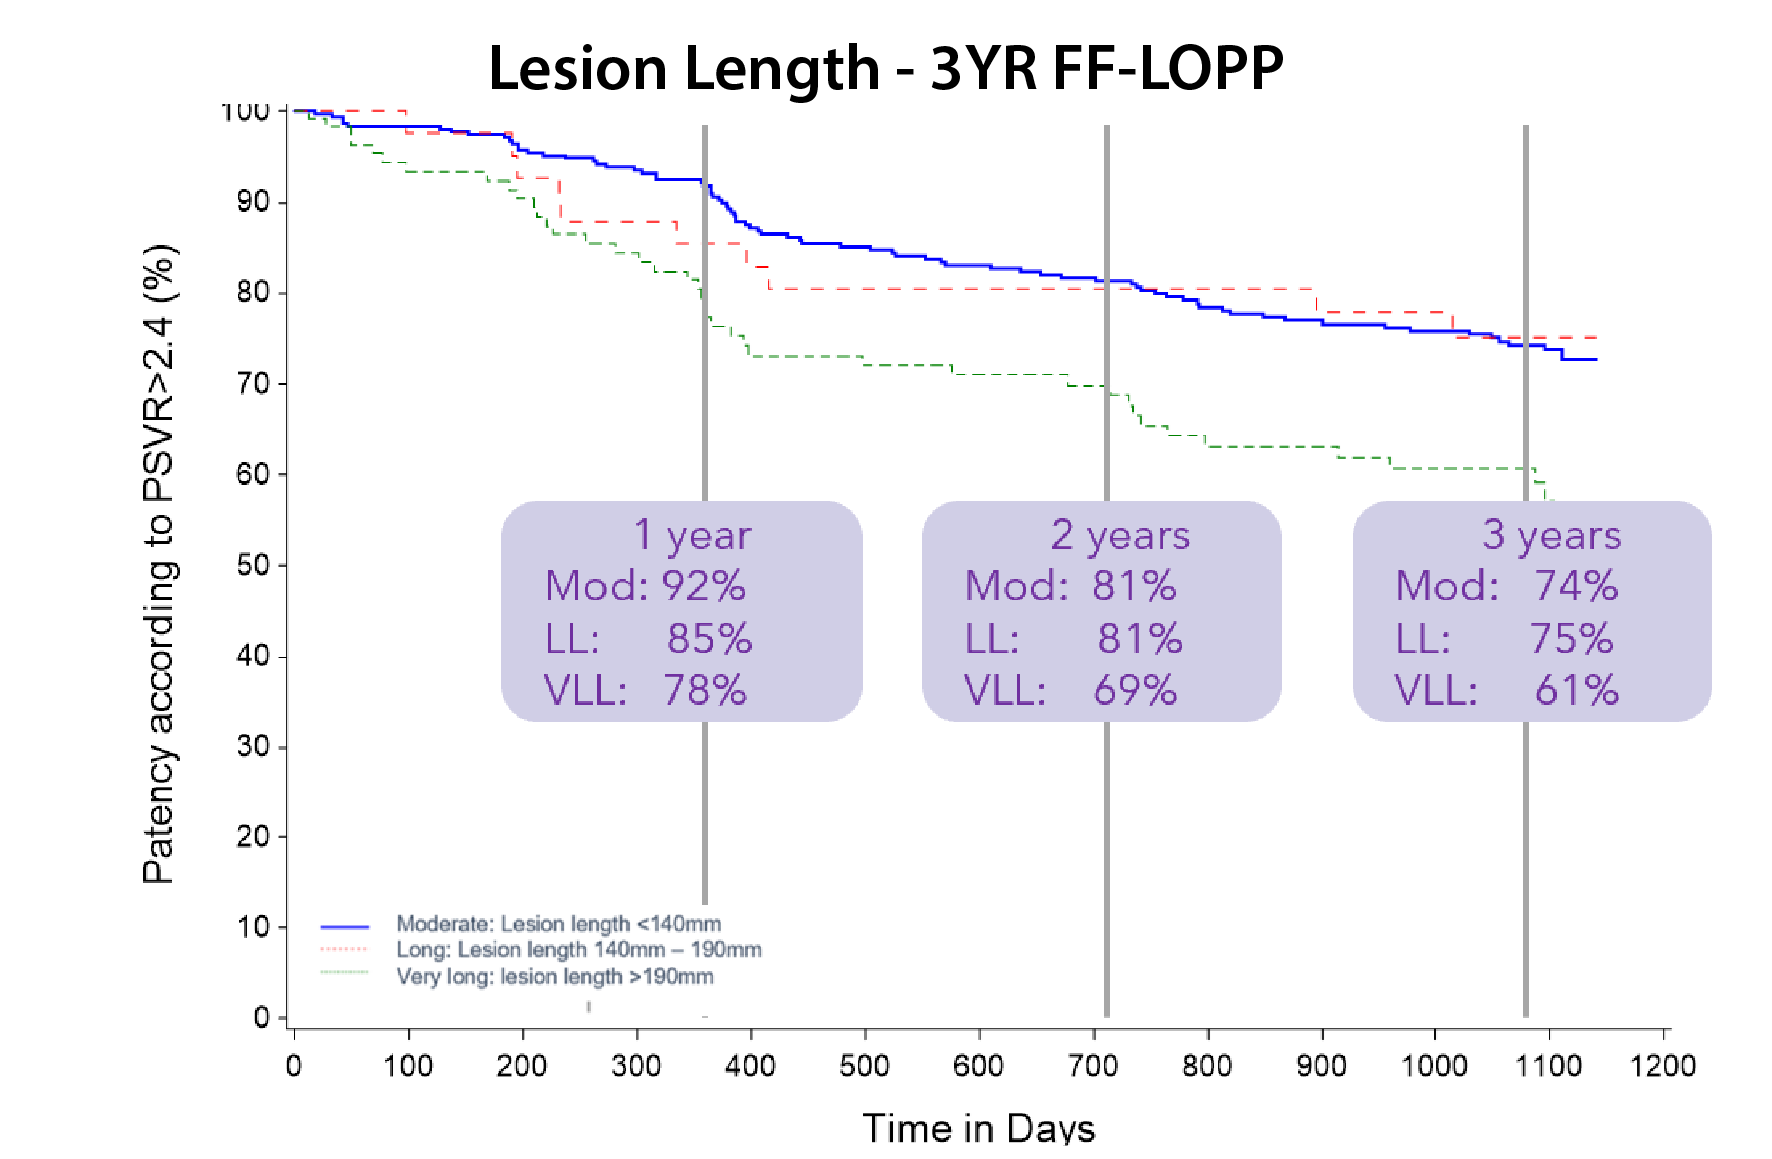 Lesion Length - 3YR FF-LOPP
Patency according to PSVR>2.4 (%)
100
90
80
70
60
50
40
30
20
10
0
1 year
Mod: 92%
LL: 85%
VLL: 78%
2 years
Mod: 81%
LL: 81%
VLL: 69%
3 years
Mod: 74%
LL: 75%
VLL: 61%
Moderate: Lesion length <140mm
Long: Lesion length 140mm – 190mm
Very long: lesion length >190mm
0 100 200 300 400 500 600 700 800 900 1000 1100 1200
Time in Days